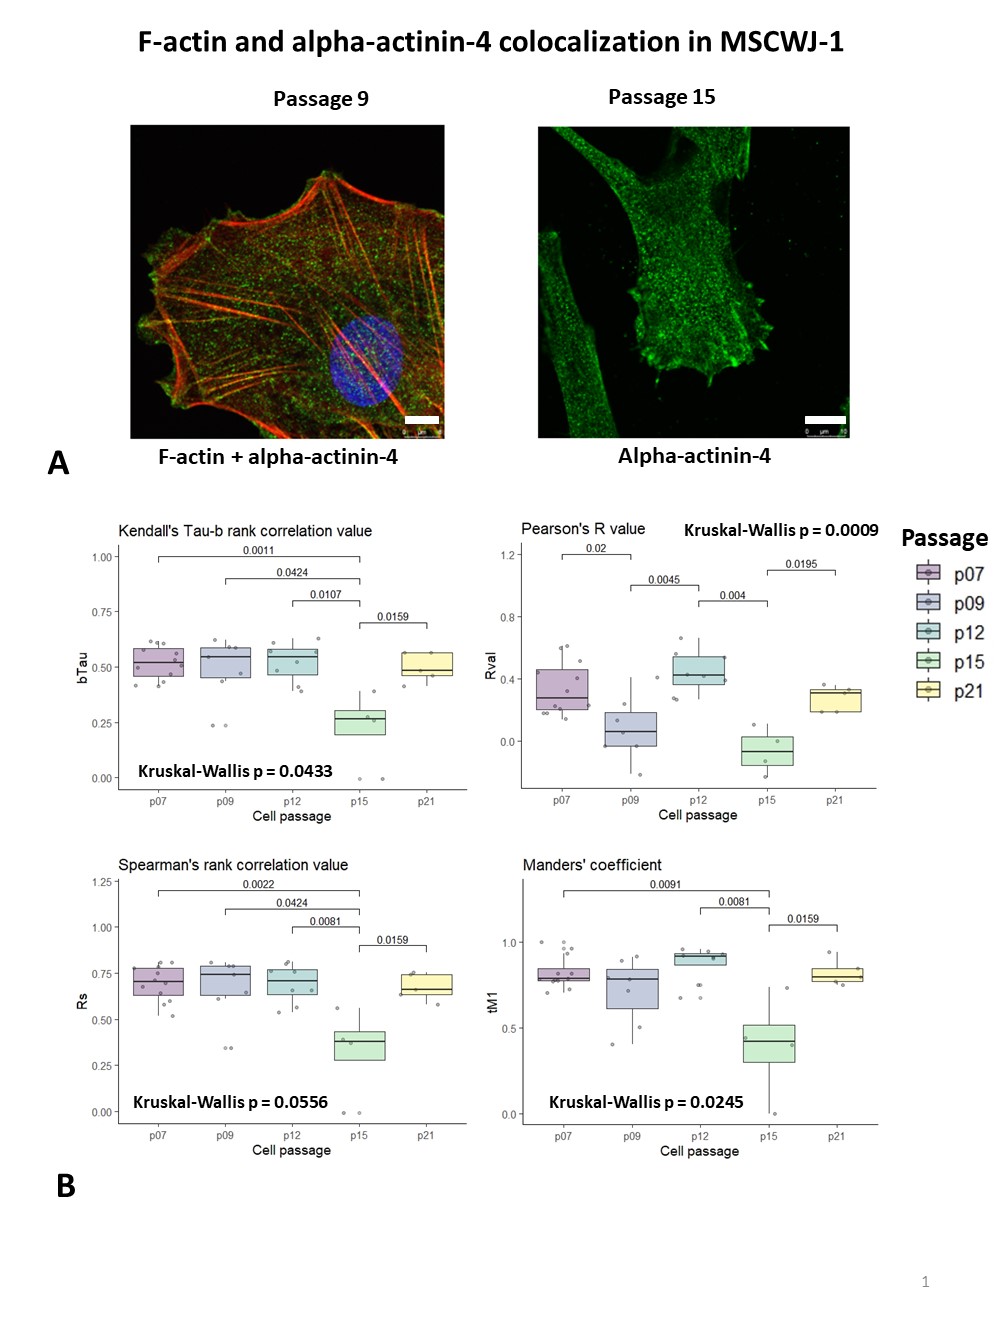 F-actin and alpha-actinin-4 colocalization in MSCWJ-1
Passage 9
Passage 15
0 µm 10
0 µm 10
F-actin + alpha-actinin-4
Alpha-actinin-4
A
Kendall's Tau-b rank correlation value
bTau
1.00
0.75
0.50
0.25
0.00
0.0011
0.0424
0.0107
0.0159
Kruskal-Wallis p = 0.0433
p07 p09 p12 p15 p21
Cell passage
Pearson's R value
Kruskal-Wallis p = 0.0009
Rval
1.2
0.8
0.4
0.0
0.02
0.0045
0.004
0.0195
p07 p09 p12 p15 p21
Cell passage
Passage
p07
p09
p12
p15
p21
Spearman's rank correlation value
Rs
1.25
1.00
0.75
0.50
0.25
0.00
0.0022
0.0424
0.0081
0.0159
Kruskal-Wallis p = 0.0556
p07 p09 p12 p15 p21
Cell passage
Manders' coefficient
tM1
1.0
0.5
0.0
0.0091
0.0081
0.0159
Kruskal-Wallis p = 0.0245
p07 p09 p12 p15 p21
Cell passage
B
1